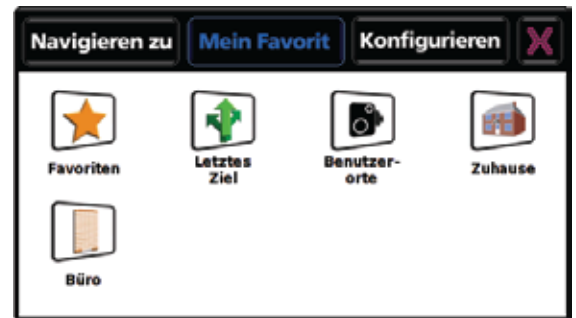 Navigieren zu
Mein Favorit
Konfigurieren
X
Favoriten
Letztes
Ziel
Benutzer-
orte
Zuhause
Büro